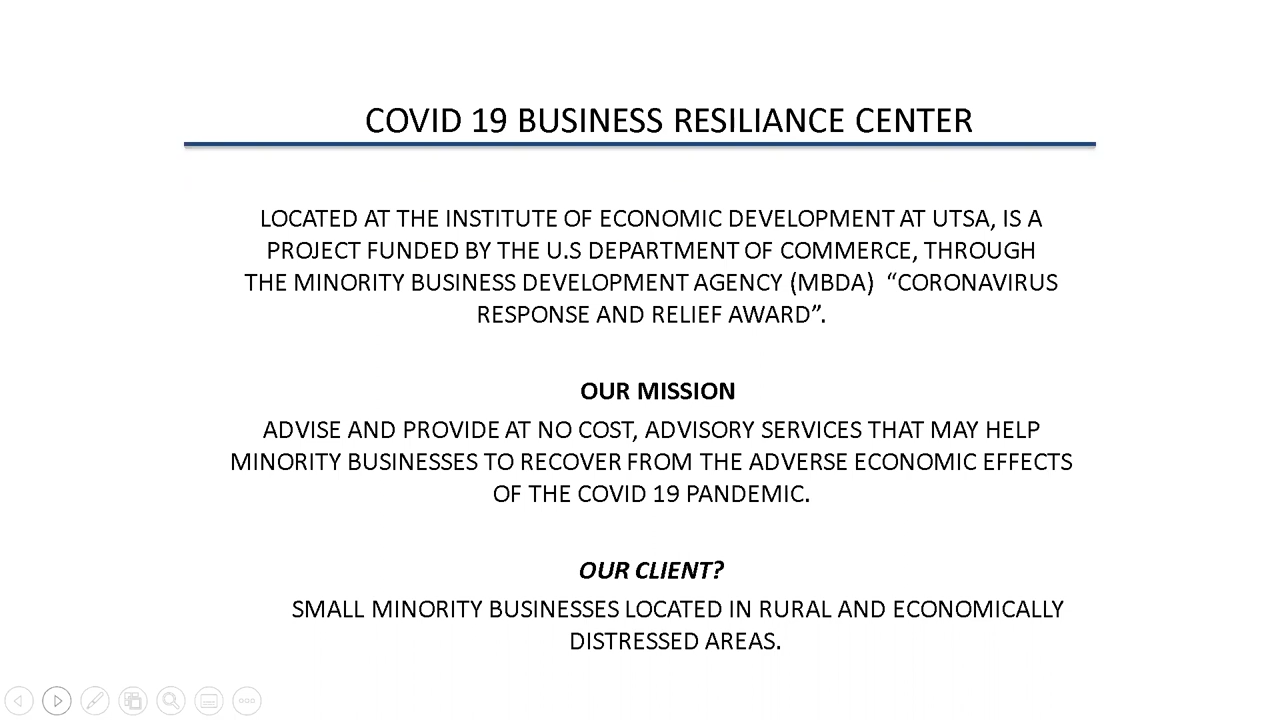 COVID 19 BUSINESS RESILIANCE CENTER
LOCATED AT THE INSTITUTE OF ECONOMIC DEVELOPMENT AT UTSA, IS A
PROJECT FUNDED BY THE U.S DEPARTMENT OF COMMERCE, THROUGH
THE MINORITY BUSINESS DEVELOPMENT AGENCY (MBDA)  “CORONAVIRUS
RESPONSE AND RELIEF AWARD”.
OUR MISSION
ADVISE AND PROVIDE AT NO COST, ADVISORY SERVICES THAT MAY HELP
MINORITY BUSINESSES TO RECOVER FROM THE ADVERSE ECONOMIC EFFECTS
OF THE COVID 19 PANDEMIC.
OUR CLIENT?
SMALL MINORITY BUSINESSES LOCATED IN RURAL AND ECONOMICALLY
DISTRESSED AREAS.